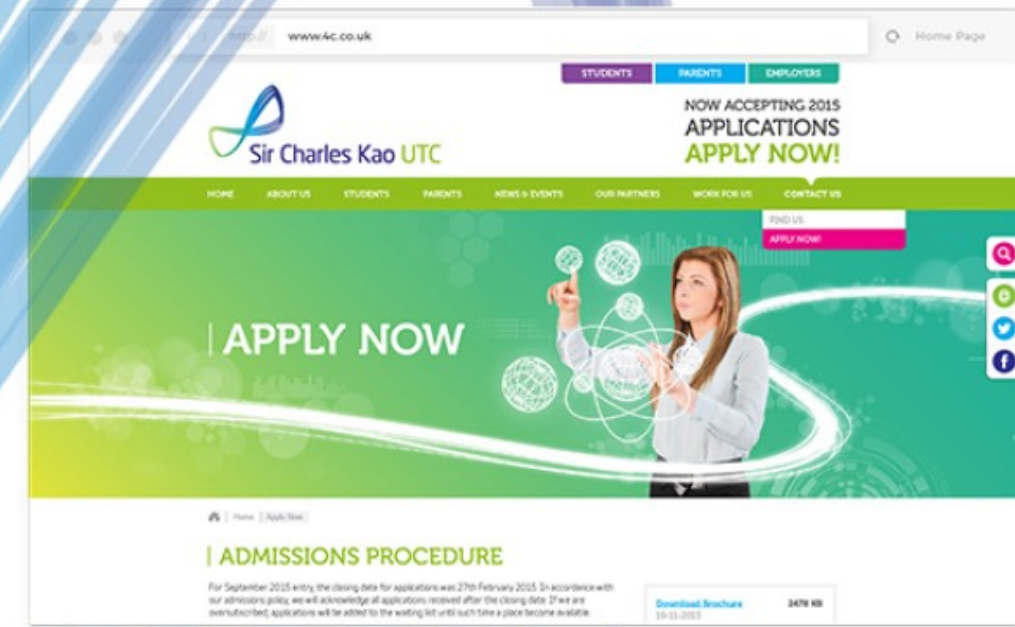 http:// www.4c.co.uk Home Page
STUDENTS PARENTS EMPLOYERS
NOW ACCEPTING 2015
APPLICATIONS
APPLY NOW!
Sir Charles Kao UTC
HOME ABOUT US STUDENTS PARENTS NEWS & EVENTS OUR PARTNERS WORK FOR US CONTACT US
FIND US
APPLY NOW!
APPLY NOW
Home Apply Now
ADMISSIONS PROCEDURE
For September 2015 entry, the closing date for applications was 27th February 2015. In accordance with
our admissions policy, we will acknowledge all applications received after the closing date. If we are
oversubscribed, applications will be added to the waiting list until such time a place become available.
Download Brochure 2478 KB
19-11-2013